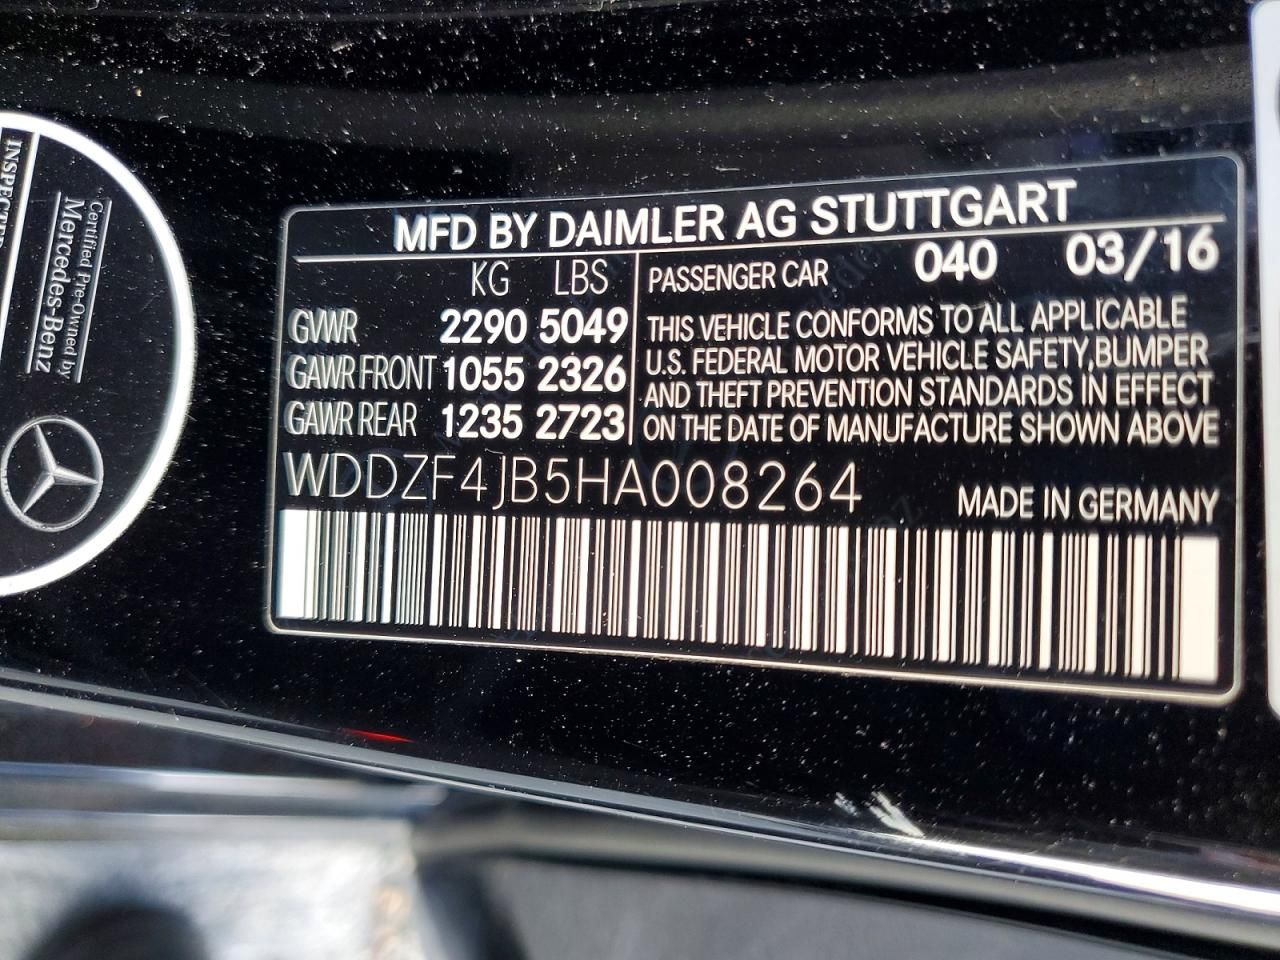 INSPECTED
Certified Pre-Owned by
Mercedes-Benz
MFD BY DAIMLER AG STUTTGART
KG LBS
PASSENGER CAR 040 03/16
GVWR 2290 5049
GAWR FRONT 1055 2326
GAWR REAR 1235 2723
THIS VEHICLE CONFORMS TO ALL APPLICABLE
U.S. FEDERAL MOTOR VEHICLE SAFETY,BUMPER
AND THEFT PREVENTION STANDARDS IN EFFECT
ON THE DATE OF MANUFACTURE SHOWN ABOVE
WDDZF4JB5HA008264
MADE IN GERMANY